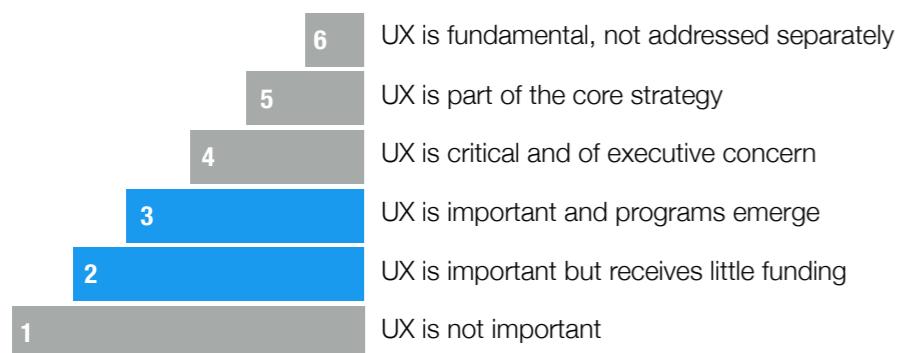 6 UX is fundamental, not addressed separately
5 UX is part of the core strategy
4 UX is critical and of executive concern
3 UX is important and programs emerge
2 UX is important but receives little funding
1 UX is not important